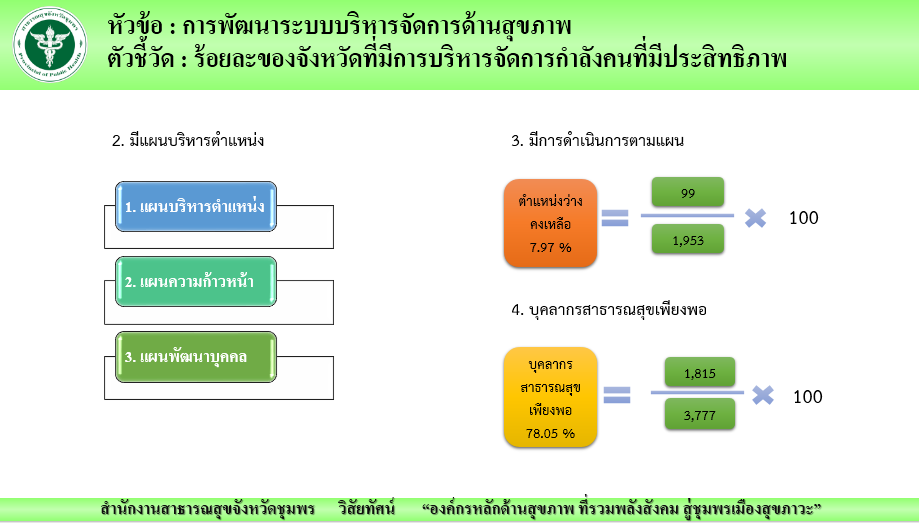 หัวข้อ : การพัฒนาระบบบริหารจัดการด้านสุขภาพ
ตัวชี้วัด : ร้อยละของจังหวัดที่มีการบริหารจัดการกำลังคนที่มีประสิทธิภาพ
2. มีแผนบริหารตำแหน่ง
1. แผนบริหารตำแหน่ง
2. แผนความก้าวหน้า
3. แผนพัฒนาบุคคล
3. มีการดำเนินการตามแผน
ตำแหน่งว่าง
คงเหลือ
7.97 %
99
1,953
100
4. บุคลากรสาธารณสุขเพียงพอ
บุคลากร
สาธารณสุข
เพียงพอ
78.05 %
1,815
3,777
100
สำนักงานสาธารณสุขจังหวัดชุมพร วิสัยทัศน์ “องค์กรหลักด้านสุขภาพ ที่รวมพลังสังคม สู่ชุมพรเมืองสุขภาวะ”